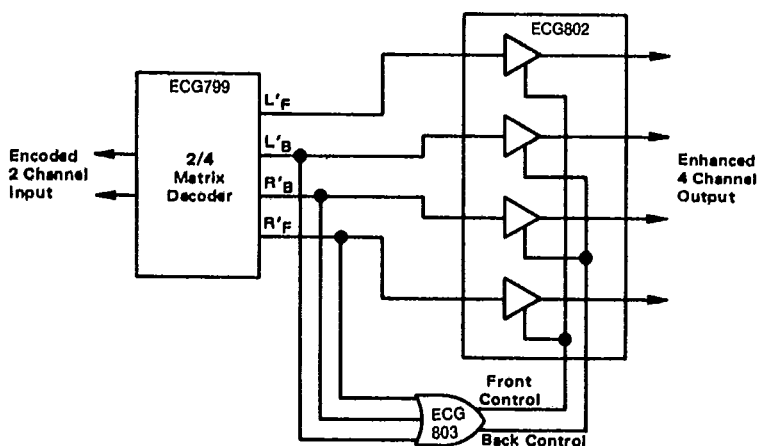 ECG802
ECG799
L'F
L'B
R'B
R'F
2/4
Matrix
Decoder
Encoded
2 Channel
Input
Enhanced
4 Channel
Output
Front
Control
ECG
803
Back Control